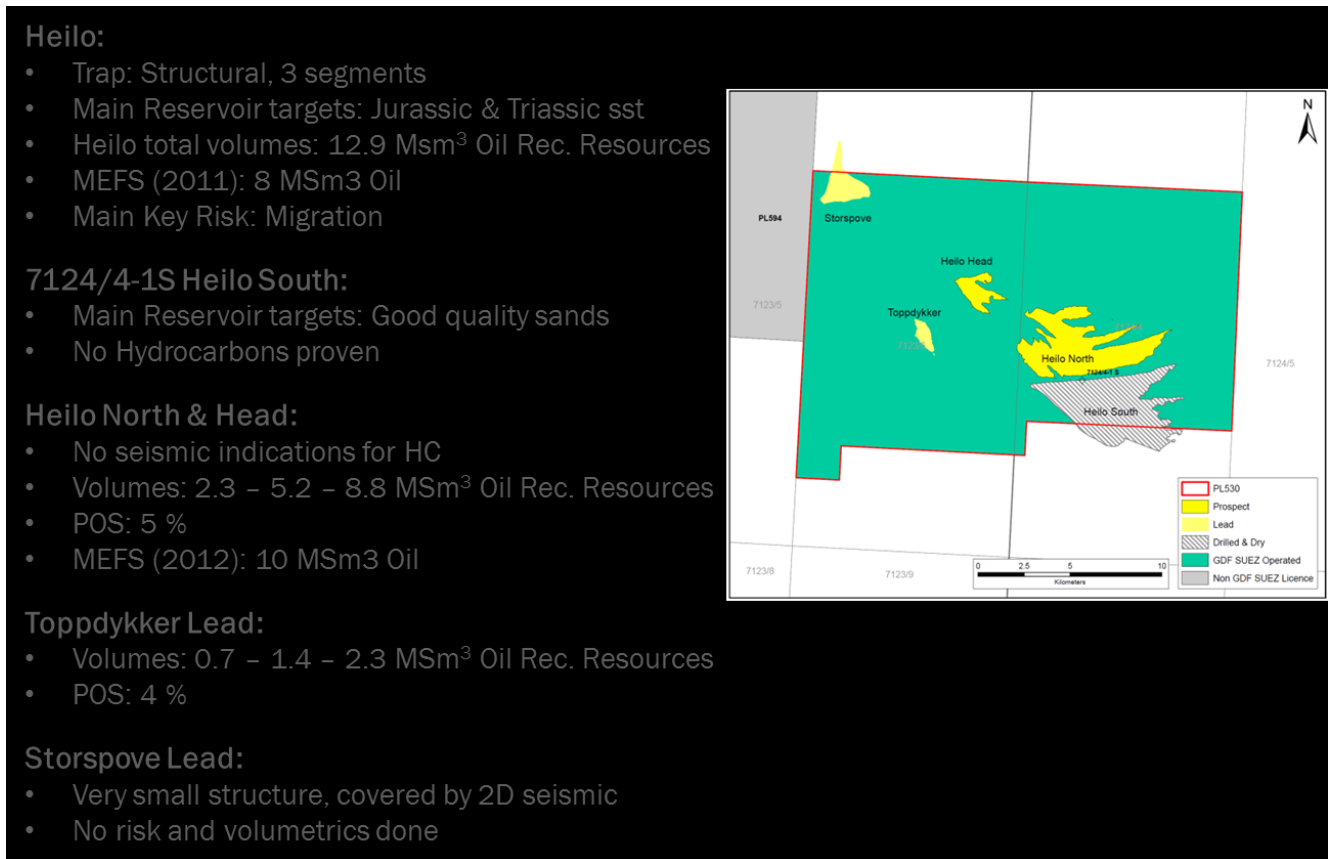 Heilo:
• Trap: Structural, 3 segments
• Main Reservoir targets: Jurassic & Triassic sst
• Heilo total volumes: 12.9 Msm³ Oil Rec. Resources
• MEFS (2011): 8 MSm3 Oil
• Main Key Risk: Migration
7124/4-1S Heilo South:
• Main Reservoir targets: Good quality sands
• No Hydrocarbons proven
Heilo North & Head:
• No seismic indications for HC
• Volumes: 2.3 – 5.2 – 8.8 MSm³ Oil Rec. Resources
• POS: 5 %
• MEFS (2012): 10 MSm3 Oil
Toppdykker Lead:
• Volumes: 0.7 – 1.4 – 2.3 MSm³ Oil Rec. Resources
• POS: 4 %
Storspove Lead:
• Very small structure, covered by 2D seismic
• No risk and volumetrics done
N
PL594
Storspove
Heilo Head
7123/5
Toppdykker
Heilo North
7124/4-1 S
7124/5
Heilo South
PL530
Prospect
Lead
Drilled & Dry
GDF SUEZ Operated
Non GDF SUEZ Licence
0 2.5 5 10
Kilometers
7123/8
7123/9